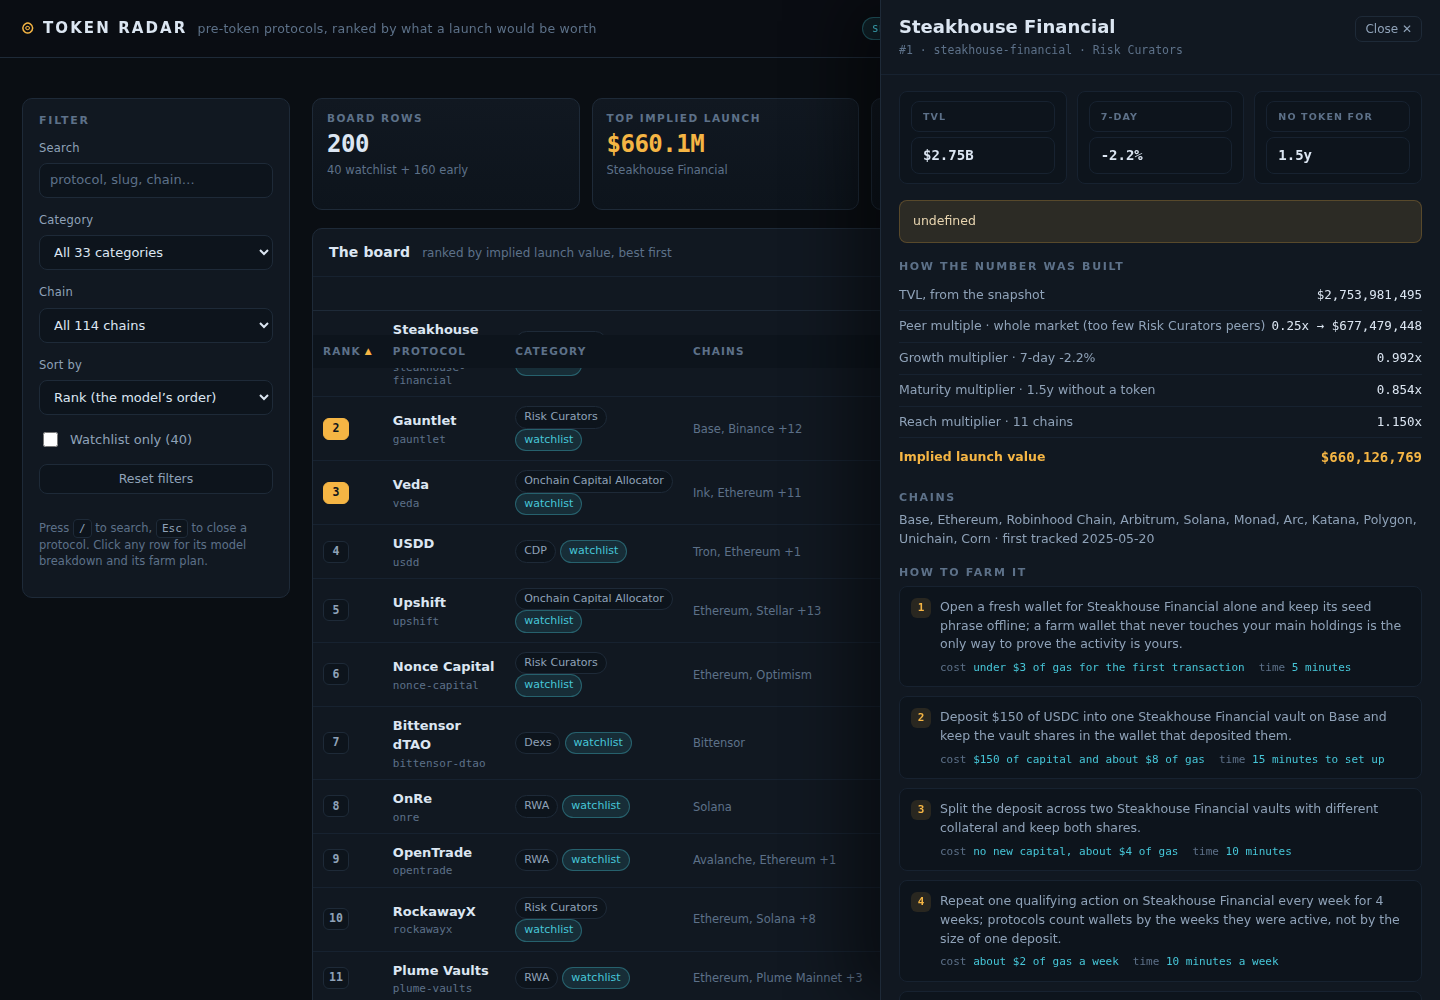 ◎ TOKEN RADAR pre-token protocols, ranked by what a launch would be worth
FILTER
Search
protocol, slug, chain…
Category
All 33 categories
Chain
All 114 chains
Sort by
Rank (the model’s order)
Watchlist only (40)
Reset filters
Press / to search, Esc to close a
protocol. Click any row for its model
breakdown and its farm plan.
BOARD ROWS
200
40 watchlist + 160 early
TOP IMPLIED LAUNCH
$660.1M
Steakhouse Financial
The board ranked by implied launch value, best first
Steakhouse
RANK ▲ PROTOCOL CATEGORY CHAINS
financial
2 Gauntlet gauntlet Risk Curators watchlist Base, Binance +12
3 Veda veda Onchain Capital Allocator watchlist Ink, Ethereum +11
4 USDD usdd CDP watchlist Tron, Ethereum +1
5 Upshift upshift Onchain Capital Allocator watchlist Ethereum, Stellar +13
6 Nonce Capital nonce-capital Risk Curators watchlist Ethereum, Optimism
7 Bittensor dTAO bittensor-dtao Dexs watchlist Bittensor
8 OnRe onre RWA watchlist Solana
9 OpenTrade opentrade RWA watchlist Avalanche, Ethereum +1
10 RockawayX rockawayx Risk Curators watchlist Ethereum, Solana +8
11 Plume Vaults plume-vaults RWA watchlist Ethereum, Plume Mainnet +3
Steakhouse Financial
Close ✕
#1 · steakhouse-financial · Risk Curators
TVL
$2.75B
7-DAY
-2.2%
NO TOKEN FOR
1.5y
undefined
HOW THE NUMBER WAS BUILT
TVL, from the snapshot $2,753,981,495
Peer multiple · whole market (too few Risk Curators peers) 0.25x → $677,479,448
Growth multiplier · 7-day -2.2% 0.992x
Maturity multiplier · 1.5y without a token 0.854x
Reach multiplier · 11 chains 1.150x
Implied launch value $660,126,769
CHAINS
Base, Ethereum, Robinhood Chain, Arbitrum, Solana, Monad, Arc, Katana, Polygon,
Unichain, Corn · first tracked 2025-05-20
HOW TO FARM IT
1 Open a fresh wallet for Steakhouse Financial alone and keep its seed
phrase offline; a farm wallet that never touches your main holdings is the
only way to prove the activity is yours.
cost under $3 of gas for the first transaction time 5 minutes
2 Deposit $150 of USDC into one Steakhouse Financial vault on Base and
keep the vault shares in the wallet that deposited them.
cost $150 of capital and about $8 of gas time 15 minutes to set up
3 Split the deposit across two Steakhouse Financial vaults with different
collateral and keep both shares.
cost no new capital, about $4 of gas time 10 minutes
4 Repeat one qualifying action on Steakhouse Financial every week for 4
weeks; protocols count wallets by the weeks they were active, not by the
size of one deposit.
cost about $2 of gas a week time 10 minutes a week